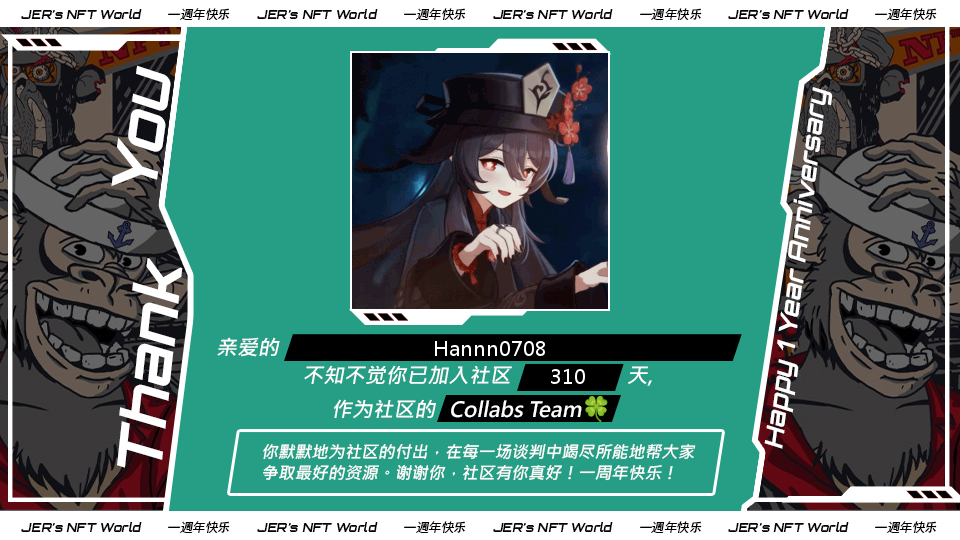 JER's NFT World 一週年快乐 JER's NFT World 一週年快乐 JER's NFT World 一週年快乐 JER's NFT World 一週年快乐
Thank You
Happy 1 Year Anniversary
亲爱的 Hannn0708
不知不觉你已加入社区 310 天,
作为社区的 Collabs Team🍀
你默默地为社区的付出，在每一场谈判中竭尽所能地帮大家
争取最好的资源。谢谢你，社区有你真好！一周年快乐！
JER's NFT World 一週年快乐 JER's NFT World 一週年快乐 JER's NFT World 一週年快乐 JER's NFT World 一週年快乐